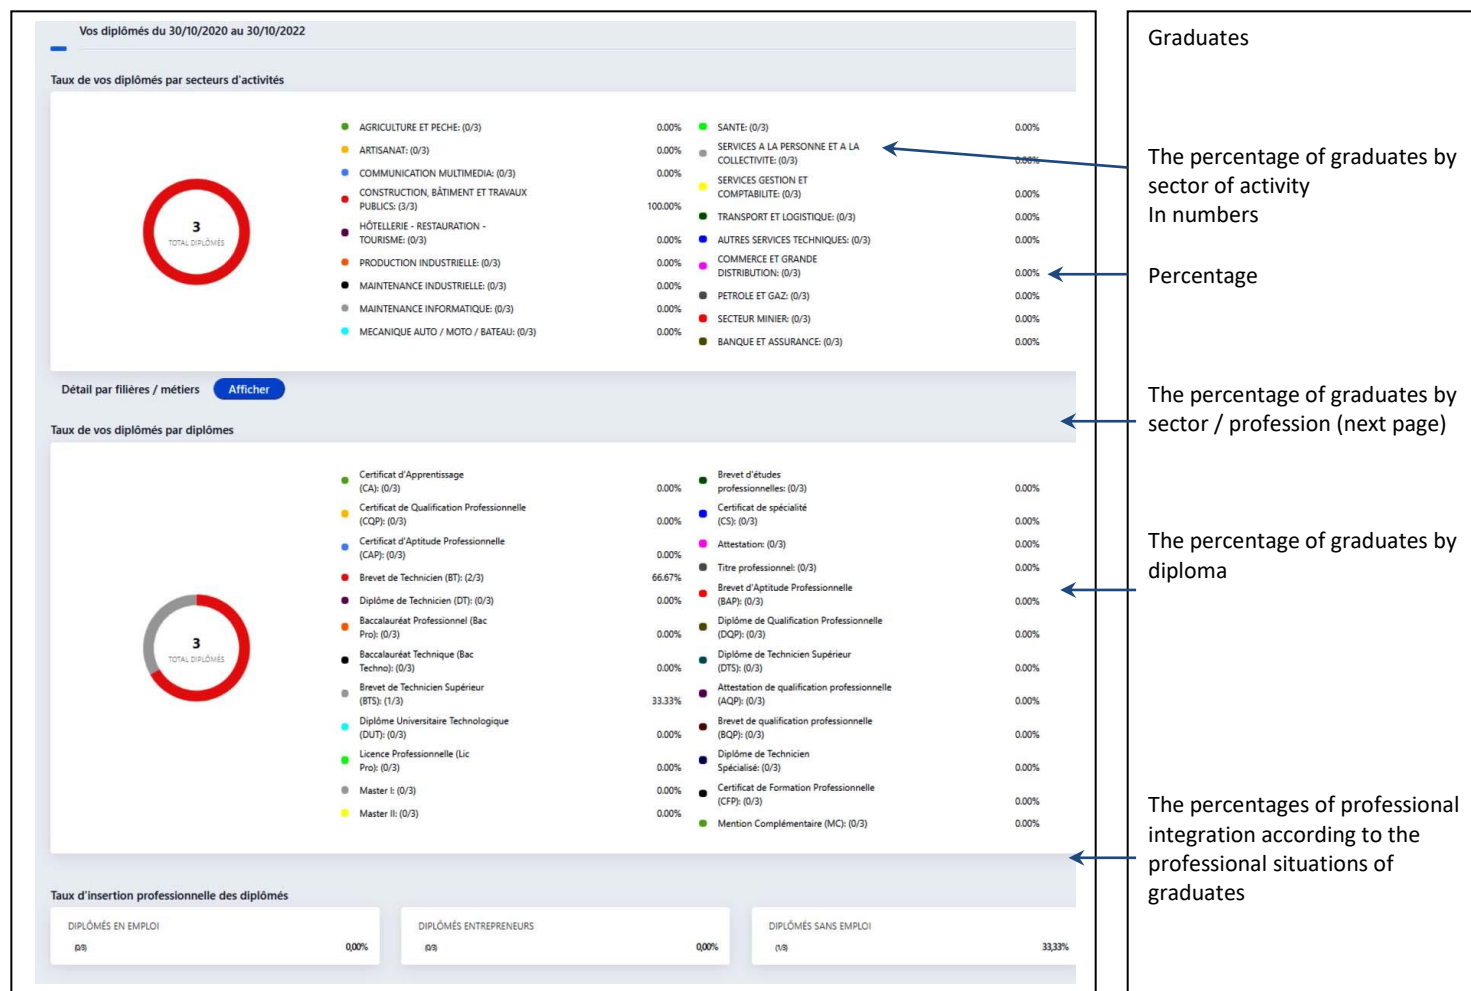 Vos diplômés du 30/10/2020 au 30/10/2022
Taux de vos diplômés par secteurs d'activités
3
TOTAL DIPLÔMÉS
AGRICULTURE ET PECHE: (0/3) 0.00%
ARTISANAT: (0/3) 0.00%
COMMUNICATION MULTIMEDIA: (0/3) 0.00%
CONSTRUCTION, BÂTIMENT ET TRAVAUX
PUBLICS: (3/3) 100.00%
HÔTELLERIE - RESTAURATION -
TOURISME: (0/3) 0.00%
PRODUCTION INDUSTRIELLE: (0/3) 0.00%
MAINTENANCE INDUSTRIELLE: (0/3) 0.00%
MAINTENANCE INFORMATIQUE: (0/3) 0.00%
MECANIQUE AUTO / MOTO / BATEAU: (0/3) 0.00%
SANTE: (0/3) 0.00%
SERVICES A LA PERSONNE ET A LA
COLLECTIVITE: (0/3) 0.00%
SERVICES GESTION ET
COMPTABILITE: (0/3) 0.00%
TRANSPORT ET LOGISTIQUE: (0/3) 0.00%
AUTRES SERVICES TECHNIQUES: (0/3) 0.00%
COMMERCE ET GRANDE
DISTRIBUTION: (0/3) 0.00%
PETROLE ET GAZ: (0/3) 0.00%
SECTEUR MINIER: (0/3) 0.00%
BANQUE ET ASSURANCE: (0/3) 0.00%
Détail par filières / métiers Afficher
Taux de vos diplômés par diplômes
3
TOTAL DIPLÔMÉS
Certificat d'Apprentissage
(CA): (0/3) 0.00%
Certificat de Qualification Professionnelle
(CQP): (0/3) 0.00%
Certificat d'Aptitude Professionnelle
(CAP): (0/3) 0.00%
Brevet de Technicien (BT): (2/3) 66.67%
Diplôme de Technicien (DT): (0/3) 0.00%
Baccalauréat Professionnel (Bac
Pro): (0/3) 0.00%
Baccalauréat Technique (Bac
Techno): (0/3) 0.00%
Brevet de Technicien Supérieur
(BTS): (1/3) 33.33%
Diplôme Universitaire Technologique
(DUT): (0/3) 0.00%
Licence Professionnelle (Lic
Pro): (0/3) 0.00%
Master I: (0/3) 0.00%
Master II: (0/3) 0.00%
Brevet d'études
professionnelles: (0/3) 0.00%
Certificat de spécialité
(CS): (0/3) 0.00%
Attestation: (0/3) 0.00%
Titre professionnel: (0/3) 0.00%
Brevet d'Aptitude Professionnelle
(BAP): (0/3) 0.00%
Diplôme de Qualification Professionnelle
(DQP): (0/3) 0.00%
Diplôme de Technicien Supérieur
(DTS): (0/3) 0.00%
Attestation de qualification professionnelle
(AQP): (0/3) 0.00%
Brevet de qualification professionnelle
(BQP): (0/3) 0.00%
Diplôme de Technicien
Spécialisé: (0/3) 0.00%
Certificat de Formation Professionnelle
(CFP): (0/3) 0.00%
Mention Complémentaire (MC): (0/3) 0.00%
Taux d'insertion professionnelle des diplômés
DIPLÔMÉS EN EMPLOI
(0/3) 0,00%
DIPLÔMÉS ENTREPRENEURS
(0/3) 0,00%
DIPLÔMÉS SANS EMPLOI
(1/3) 33,33%
Graduates
The percentage of graduates by
sector of activity
In numbers
Percentage
The percentage of graduates by
sector / profession (next page)
The percentage of graduates by
diploma
The percentages of professional
integration according to the
professional situations of
graduates